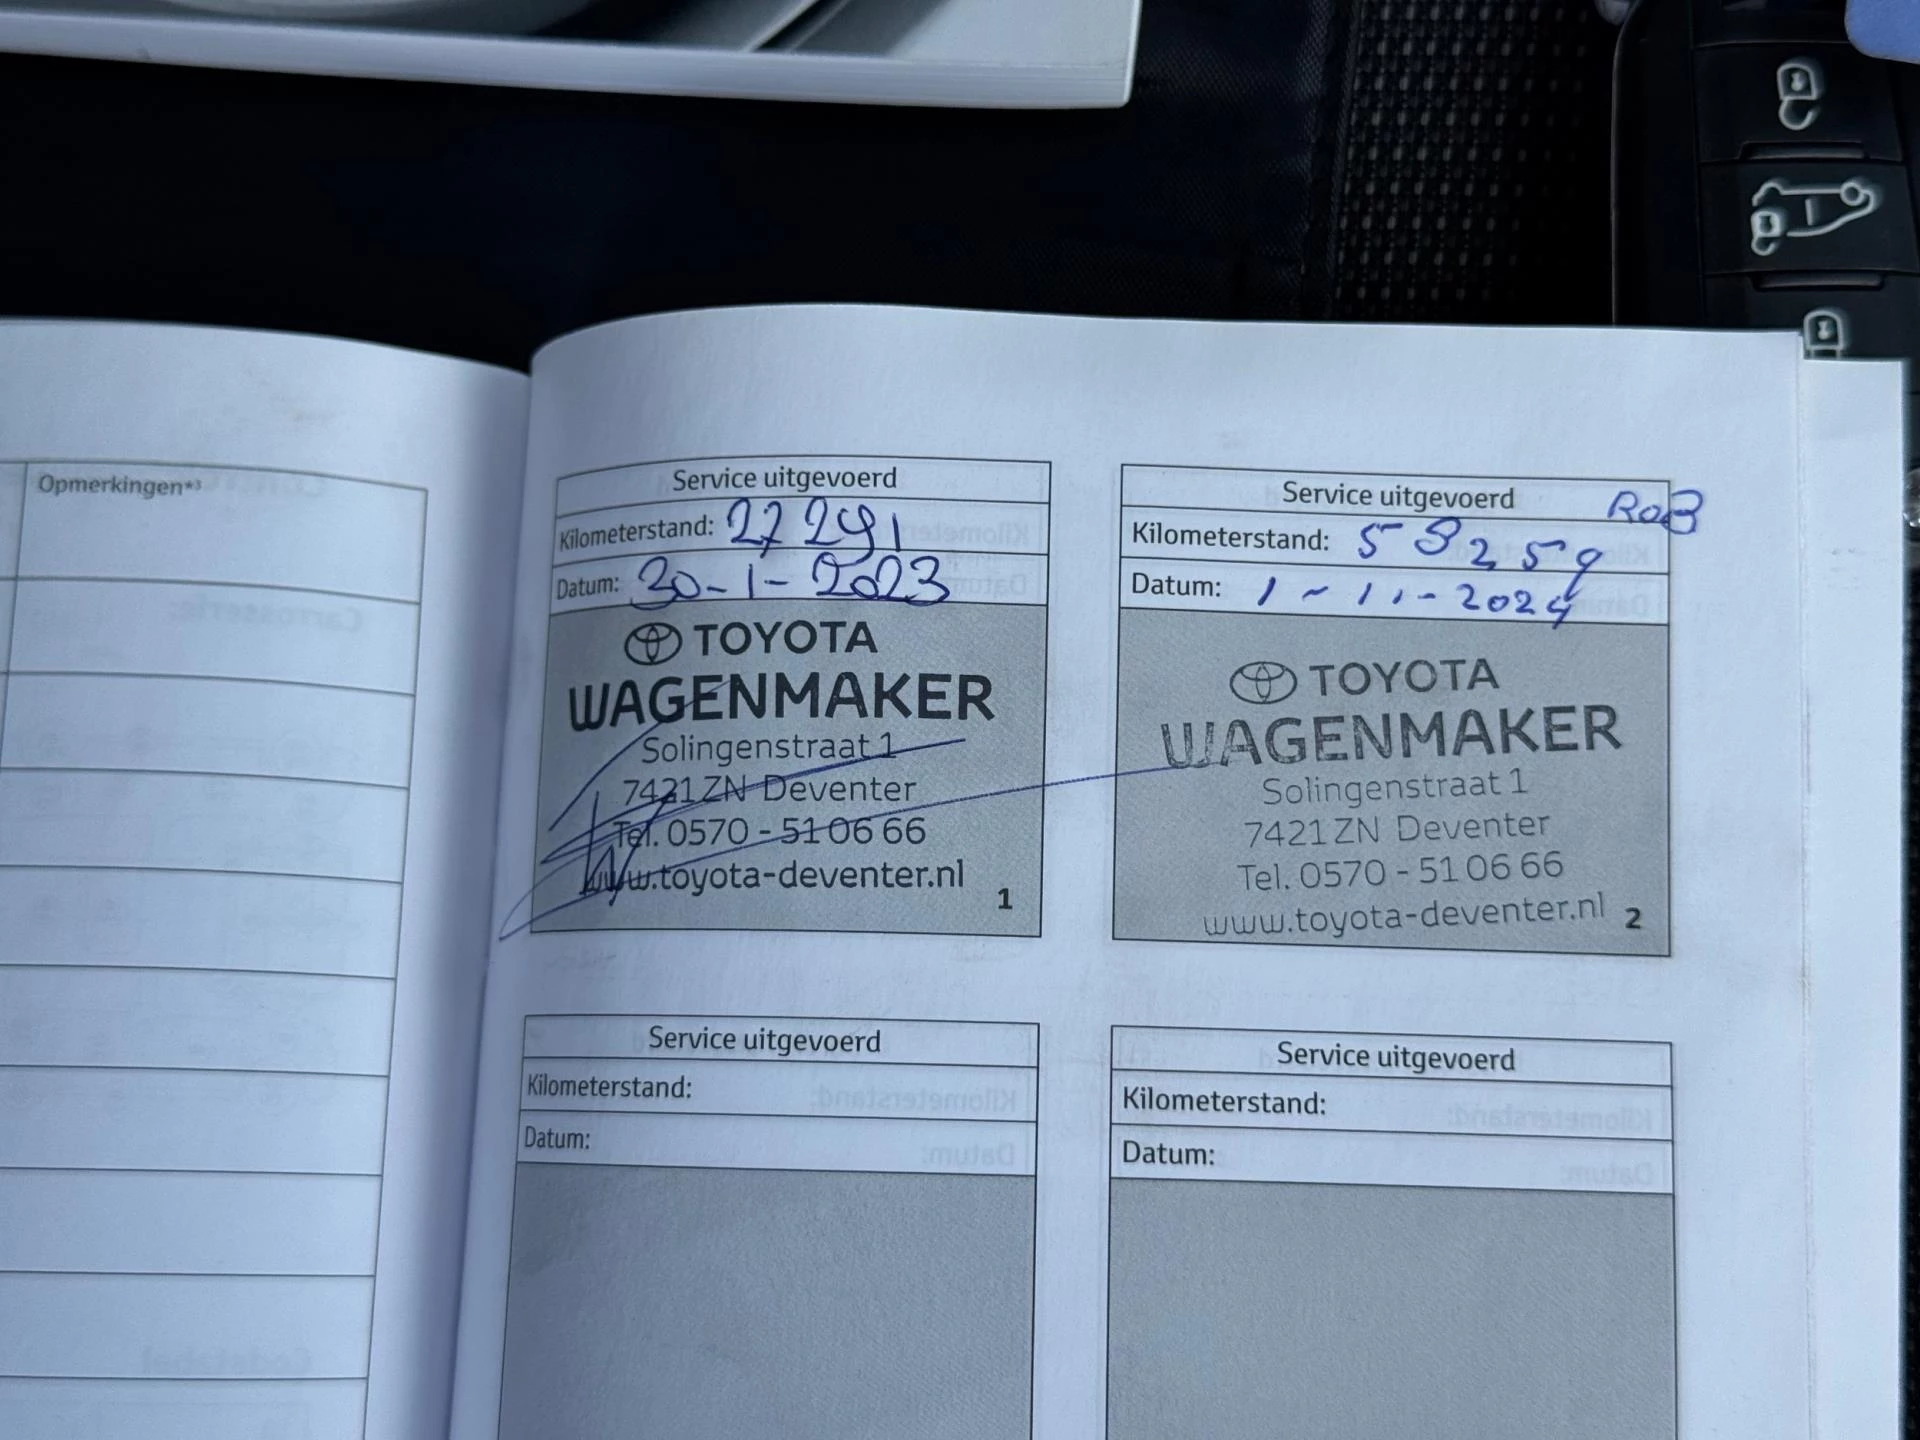 Opmerkingen*³
Service uitgevoerd
Kilometerstand: 27 291
Datum: 30-1-2023
TOYOTA
WAGENMAKER
Solingenstraat 1
7421 ZN Deventer
Tel. 0570 - 51 06 66
www.toyota-deventer.nl
1
Service uitgevoerd
RoB
Kilometerstand: 58259
Datum: 1-11-2024
TOYOTA
WAGENMAKER
Solingenstraat 1
7421 ZN Deventer
Tel. 0570 - 51 06 66
www.toyota-deventer.nl
2
Service uitgevoerd
Kilometerstand:
Datum:
Service uitgevoerd
Kilometerstand:
Datum: